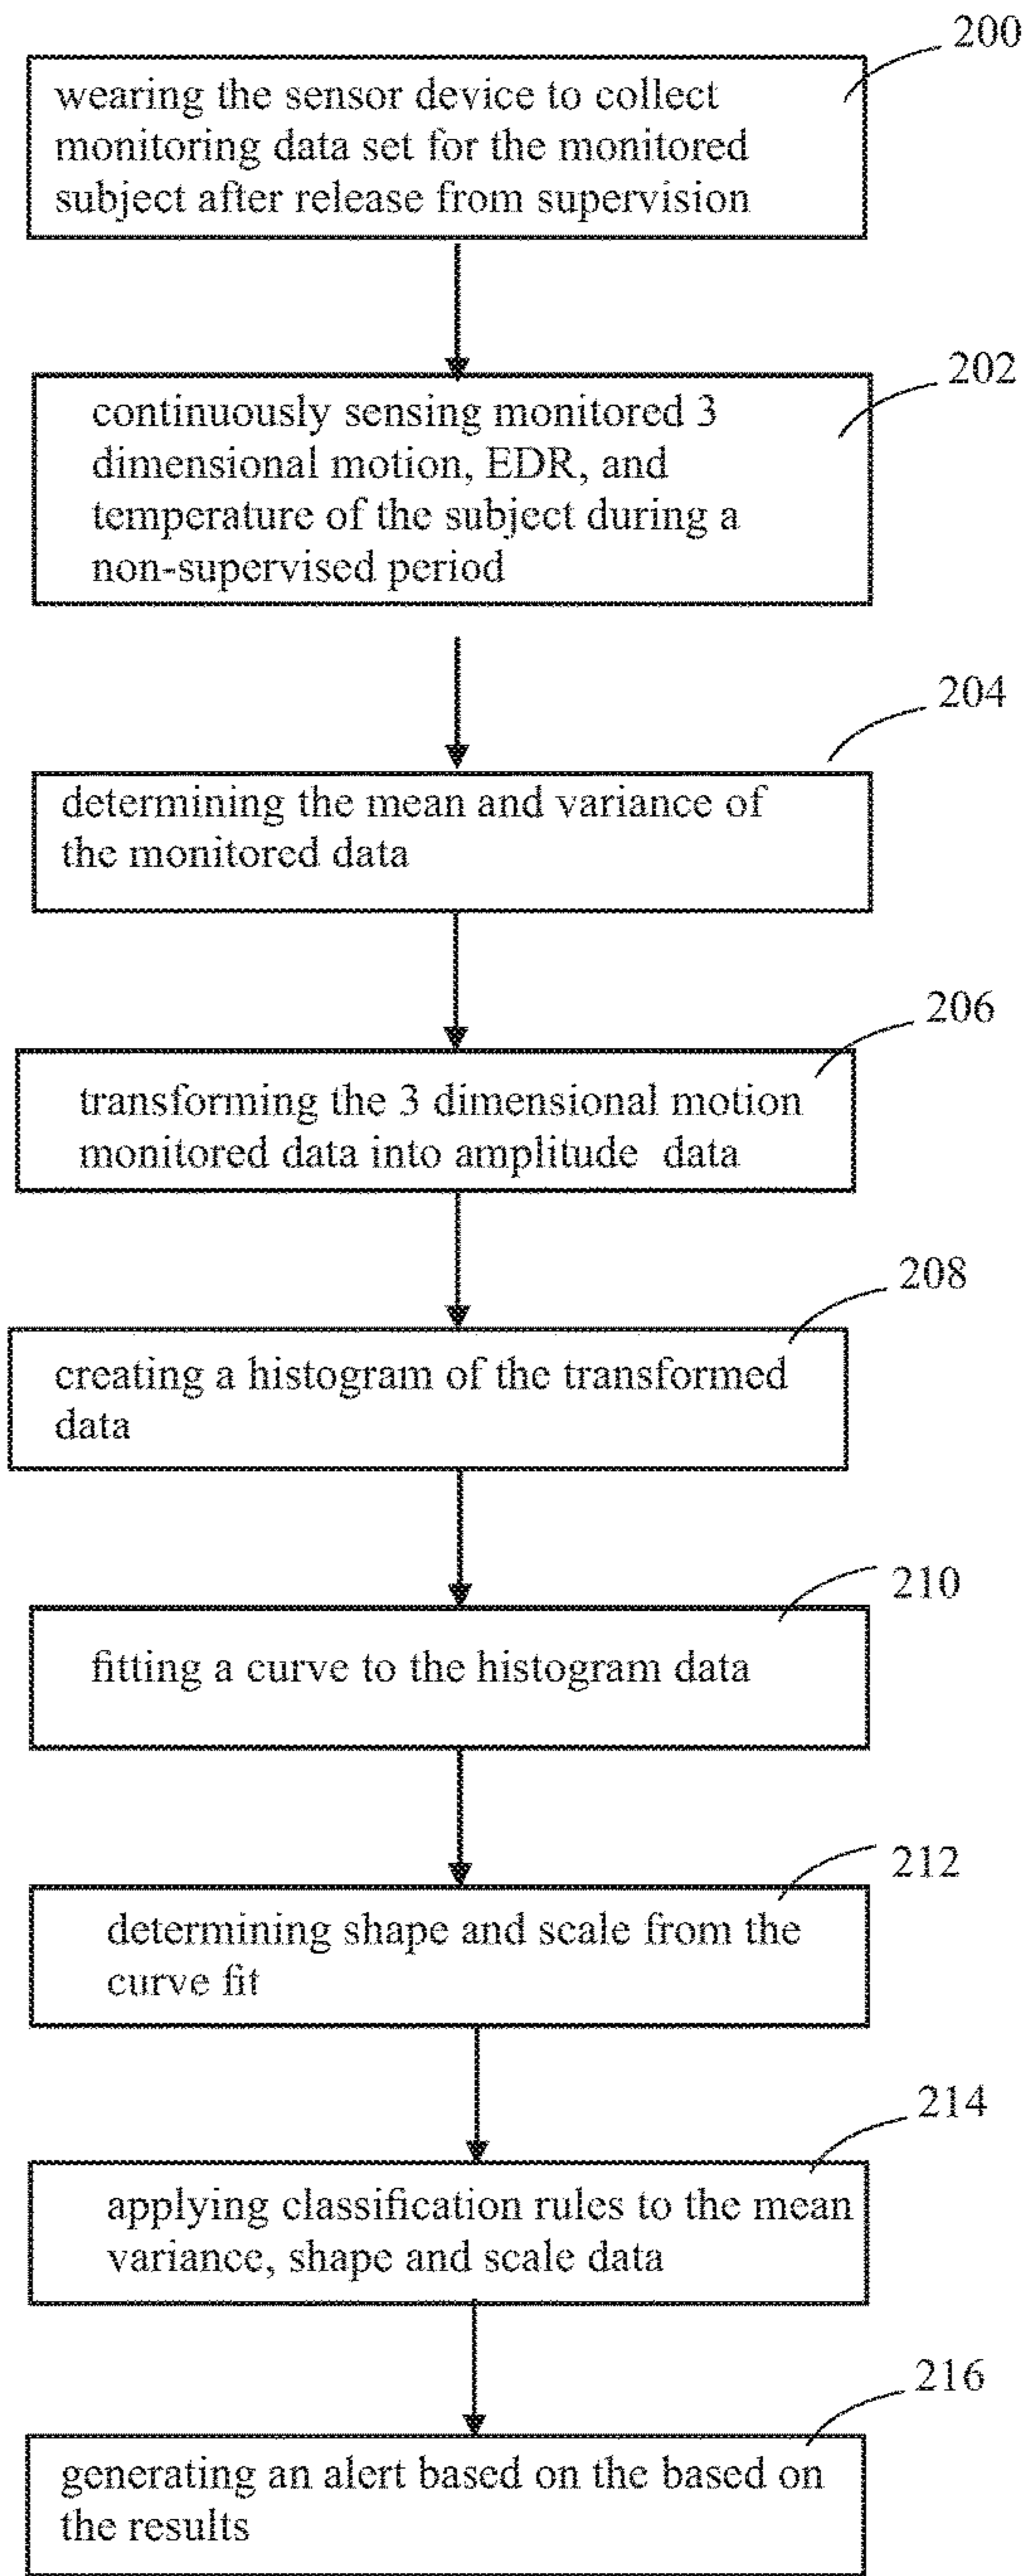 200
wearing the sensor device to collect
monitoring data set for the monitored
subject after release from supervision
202
continuously sensing monitored 3
dimensional motion, EDR, and
temperature of the subject during a
non-supervised period
204
determining the mean and variance of
the monitored data
206
transforming the 3 dimensional motion
monitored data into amplitude data
208
creating a histogram of the transformed
data
210
fitting a curve to the histogram data
212
determining shape and scale from the
curve fit
214
applying classification rules to the mean
variance, shape and scale data
216
generating an alert based on the based on
the results